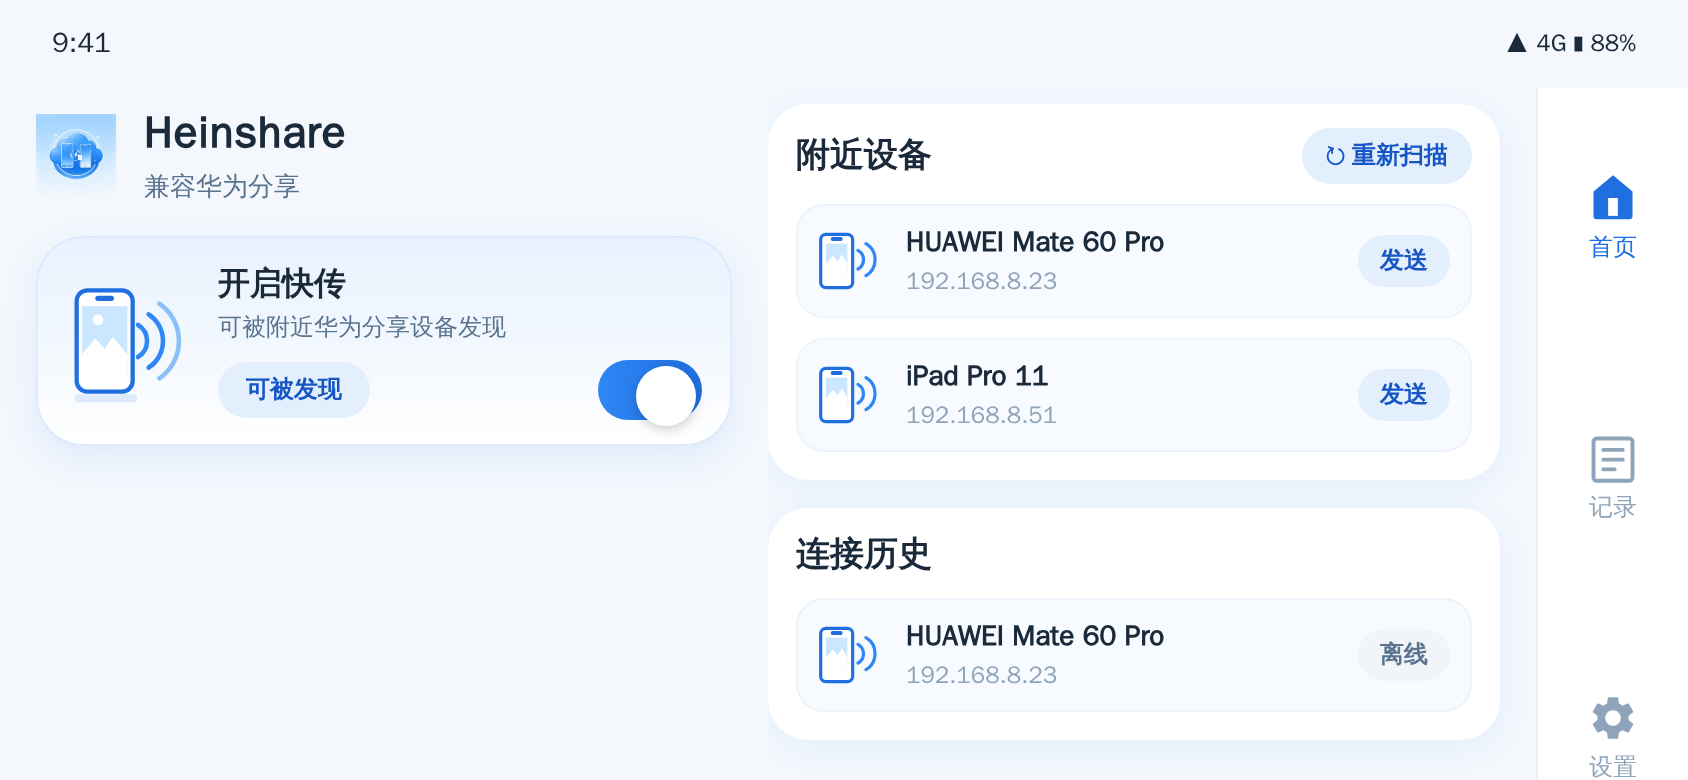 9:41
4G 88%
Heinshare
兼容华为分享
开启快传
可被附近华为分享设备发现
可被发现
附近设备
重新扫描
HUAWEI Mate 60 Pro
192.168.8.23
发送
iPad Pro 11
192.168.8.51
发送
连接历史
HUAWEI Mate 60 Pro
192.168.8.23
离线
首页
记录
设置